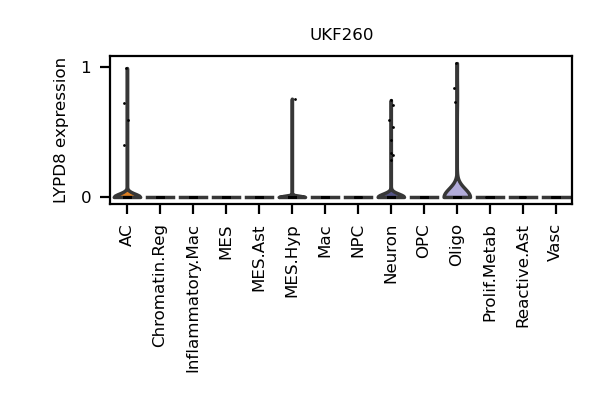 UKF260
LYPD8 expression
1
0
AC
Chromatin.Reg
Inflammatory.Mac
MES
MES.Ast
MES.Hyp
Mac
NPC
Neuron
OPC
Oligo
Prolif.Metab
Reactive.Ast
Vasc